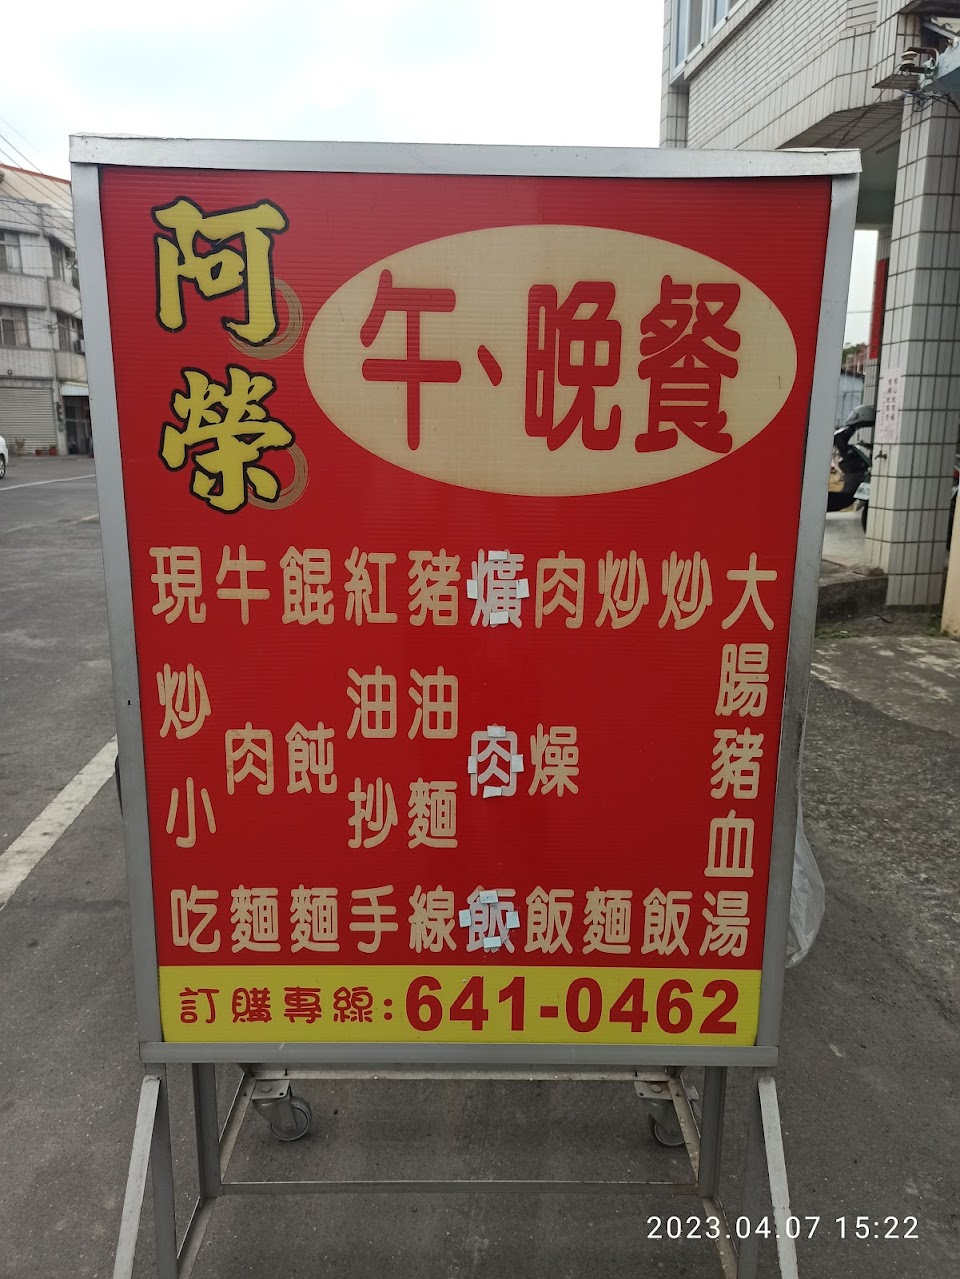 阿榮
午、晚餐
大腸豬血湯
炒飯
炒麵
肉燥飯
爌肉飯
豬油麵線
紅油抄手
餛飩麵
牛肉麵
現炒小吃
訂購專線:641-0462
2023.04.07 15:22